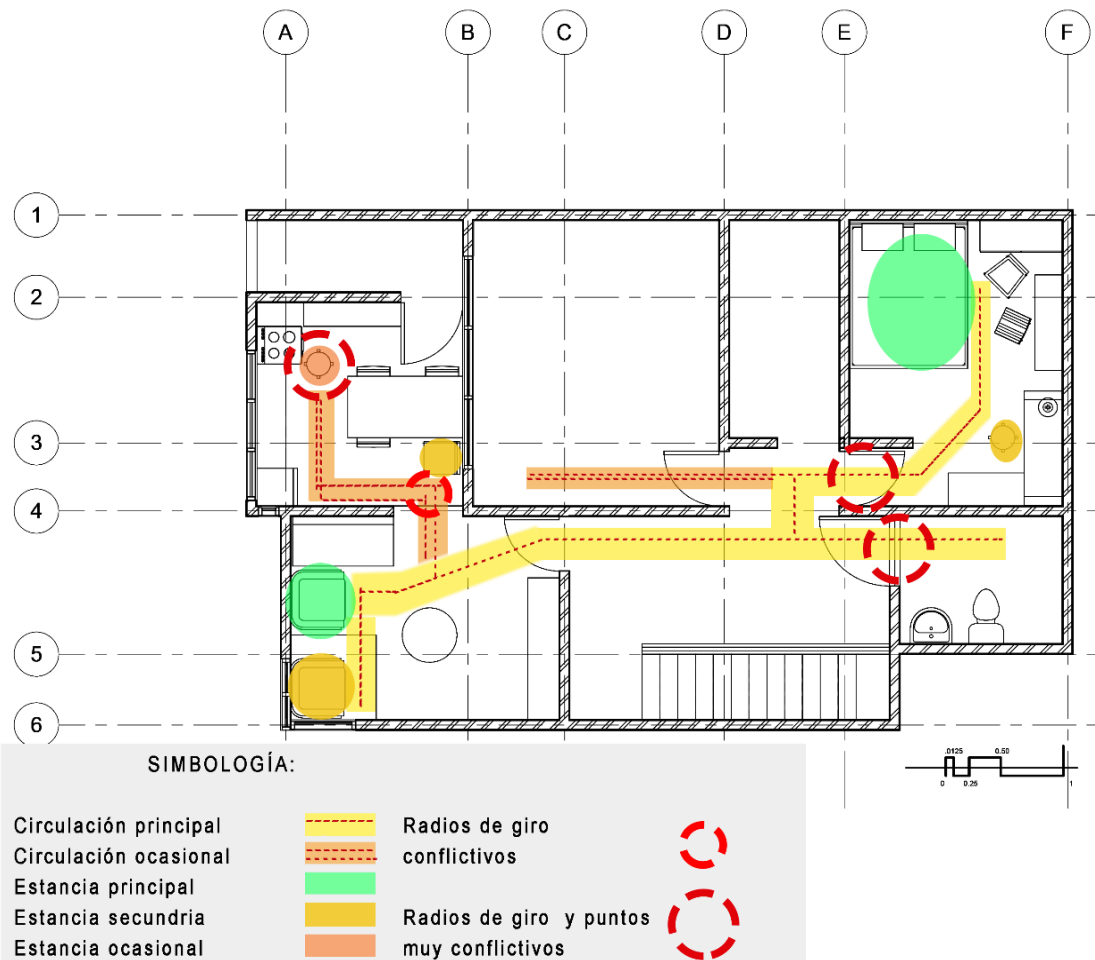 A B C D E F
1
2
3
4
5
6
.0125 0.50
0 0.25 1
SIMBOLOGÍA:
Circulación principal
Circulación ocasional
Estancia principal
Estancia secundria
Estancia ocasional
Radios de giro
conflictivos
Radios de giro y puntos
muy conflictivos